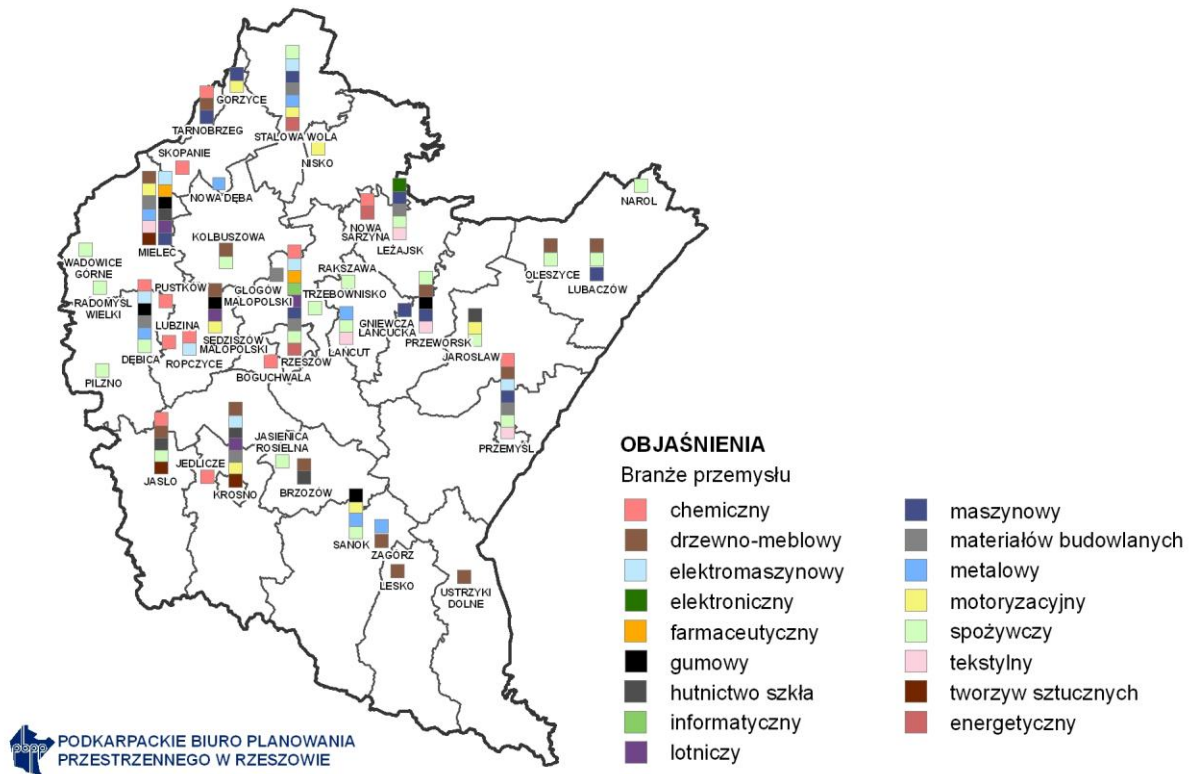 GORZYCE
TARNOBRZEG
STALOWA WOLA
SKOPANIE
NISKO
NOWA DĘBA
NAROL
NOWA
SARZYNA
LEŻAJSK
MIELEC
KOLBUSZOWA
WADOWICE
GÓRNE
OLESZYCE
LUBACZÓW
RAKSZAWA
GŁOGÓW
MAŁOPOLSKI
PUSTKÓW
RADOMYŚL
WIELKI
TRZEBOWNISKO
LUBZINA
GNIEWCZA
ŁAŃCUCKA
PRZEWORSK
SĘDZISZÓW
MAŁOPOLSKI
ŁAŃCUT
JAROSŁAW
DĘBICA
ROPCZYCE
RZESZÓW
BOGUCHWAŁA
PILZNO
PRZEMYŚL
JASIENICA
ROSIELNA
JASŁO
JEDLICZE
KROSNO
BRZOZÓW
SANOK
ZAGÓRZ
LESKO
USTRZYKI
DOLNE
OBJAŚNIENIA
Branże przemysłu
chemiczny
drzewno-meblowy
elektromaszynowy
elektroniczny
farmaceutyczny
gumowy
hutnictwo szkła
informatyczny
lotniczy
maszynowy
materiałów budowlanych
metalowy
motoryzacyjny
spożywczy
tekstylny
tworzyw sztucznych
energetyczny
pbpp
PODKARPACKIE BIURO PLANOWANIA
PRZESTRZENNEGO W RZESZOWIE